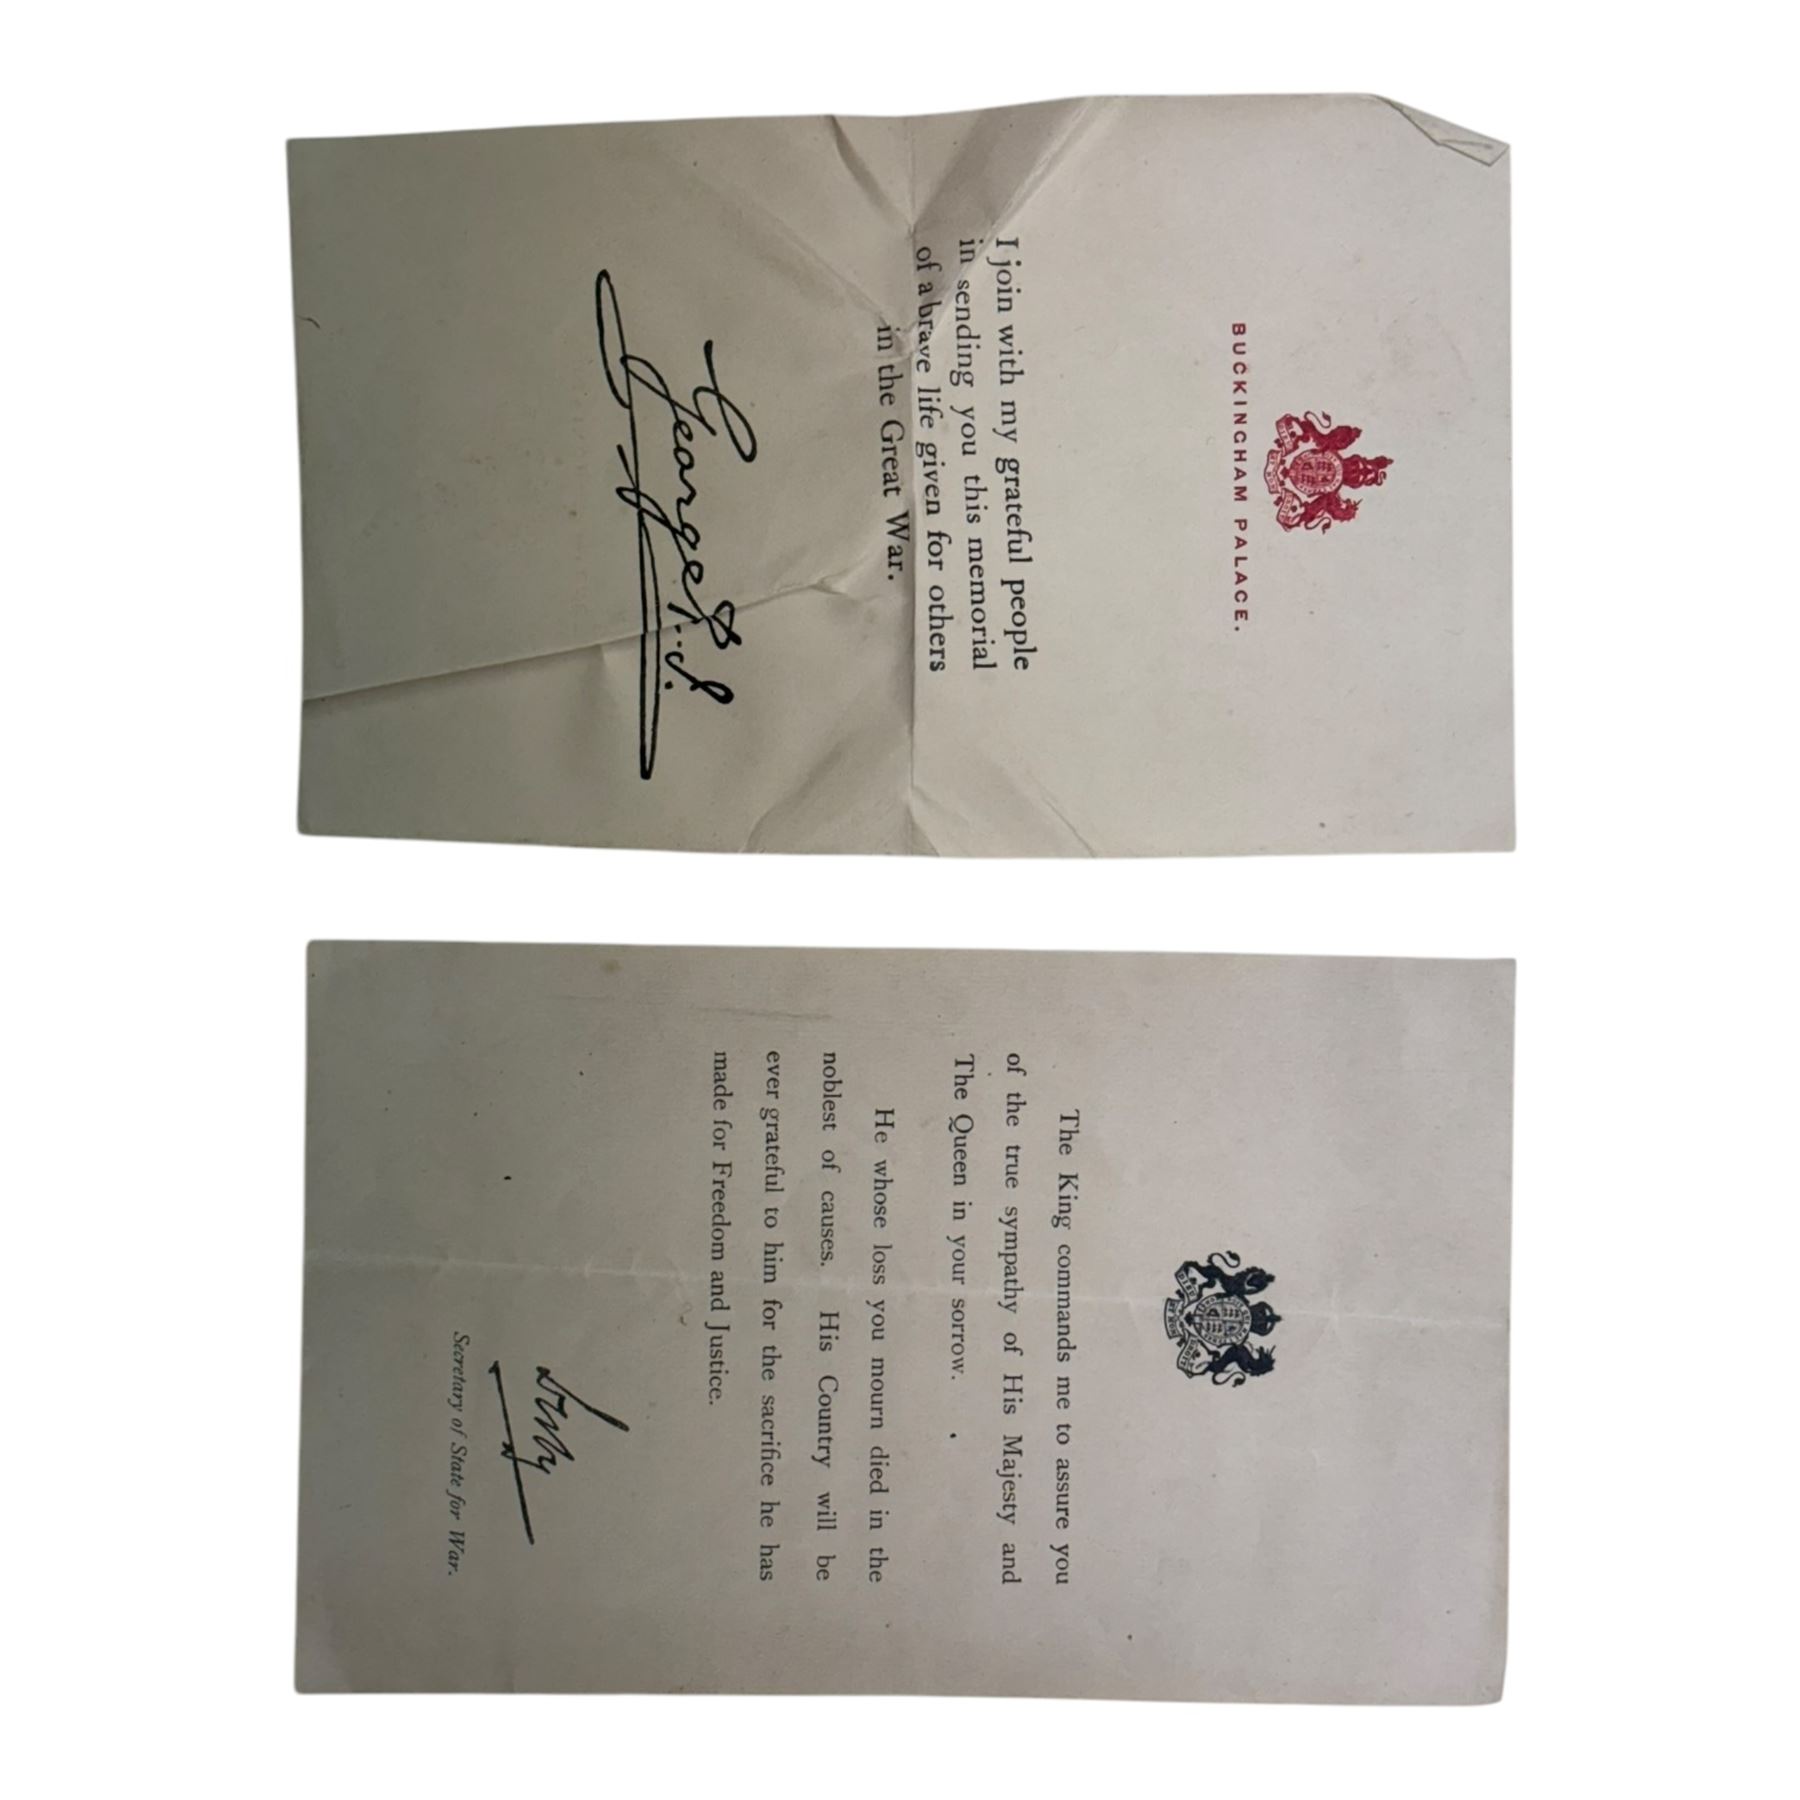 BUCKINGHAM PALACE.
I join with my grateful people
in sending you this memorial
of a brave life given for others
in the Great War.
George R.I.
The King commands me to assure you
of the true sympathy of His Majesty and
The Queen in your sorrow.
He whose loss you mourn died in the
noblest of causes. His Country will be
ever grateful to him for the sacrifice he has
made for Freedom and Justice.
Derby
Secretary of State for War.